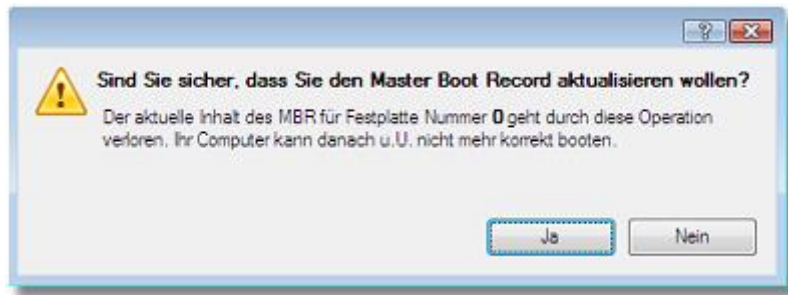 Sind Sie sicher, dass Sie den Master Boot Record aktualisieren wollen?
Der aktuelle Inhalt des MBR für Festplatte Nummer 0 geht durch diese Operation
verloren. Ihr Computer kann danach u.U. nicht mehr korrekt booten.
Ja Nein